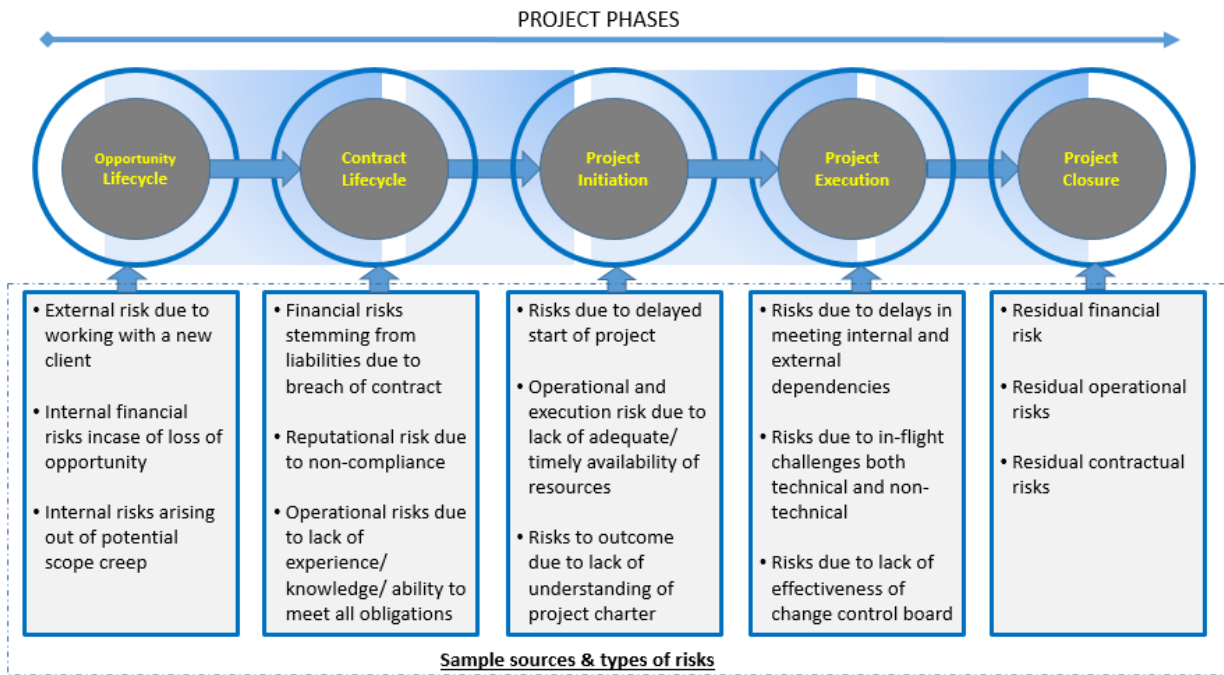 PROJECT PHASES
Opportunity
Lifecycle
Contract
Lifecycle
Project
Initiation
Project
Execution
Project
Closure
• External risk due to
working with a new
client
• Internal financial
risks incase of loss of
opportunity
• Internal risks arising
out of potential
scope creep
• Financial risks
stemming from
liabilities due to
breach of contract
• Reputational risk due
to non-compliance
• Operational risks due
to lack of
experience/
knowledge/ ability to
meet all obligations
• Risks due to delayed
start of project
• Operational and
execution risk due to
lack of adequate/
timely availability of
resources
• Risks to outcome
due to lack of
understanding of
project charter
• Risks due to delays in
meeting internal and
external
dependencies
• Risks due to in-flight
challenges both
technical and non-
technical
• Risks due to lack of
effectiveness of
change control board
• Residual financial
risk
• Residual operational
risks
• Residual contractual
risks
Sample sources & types of risks